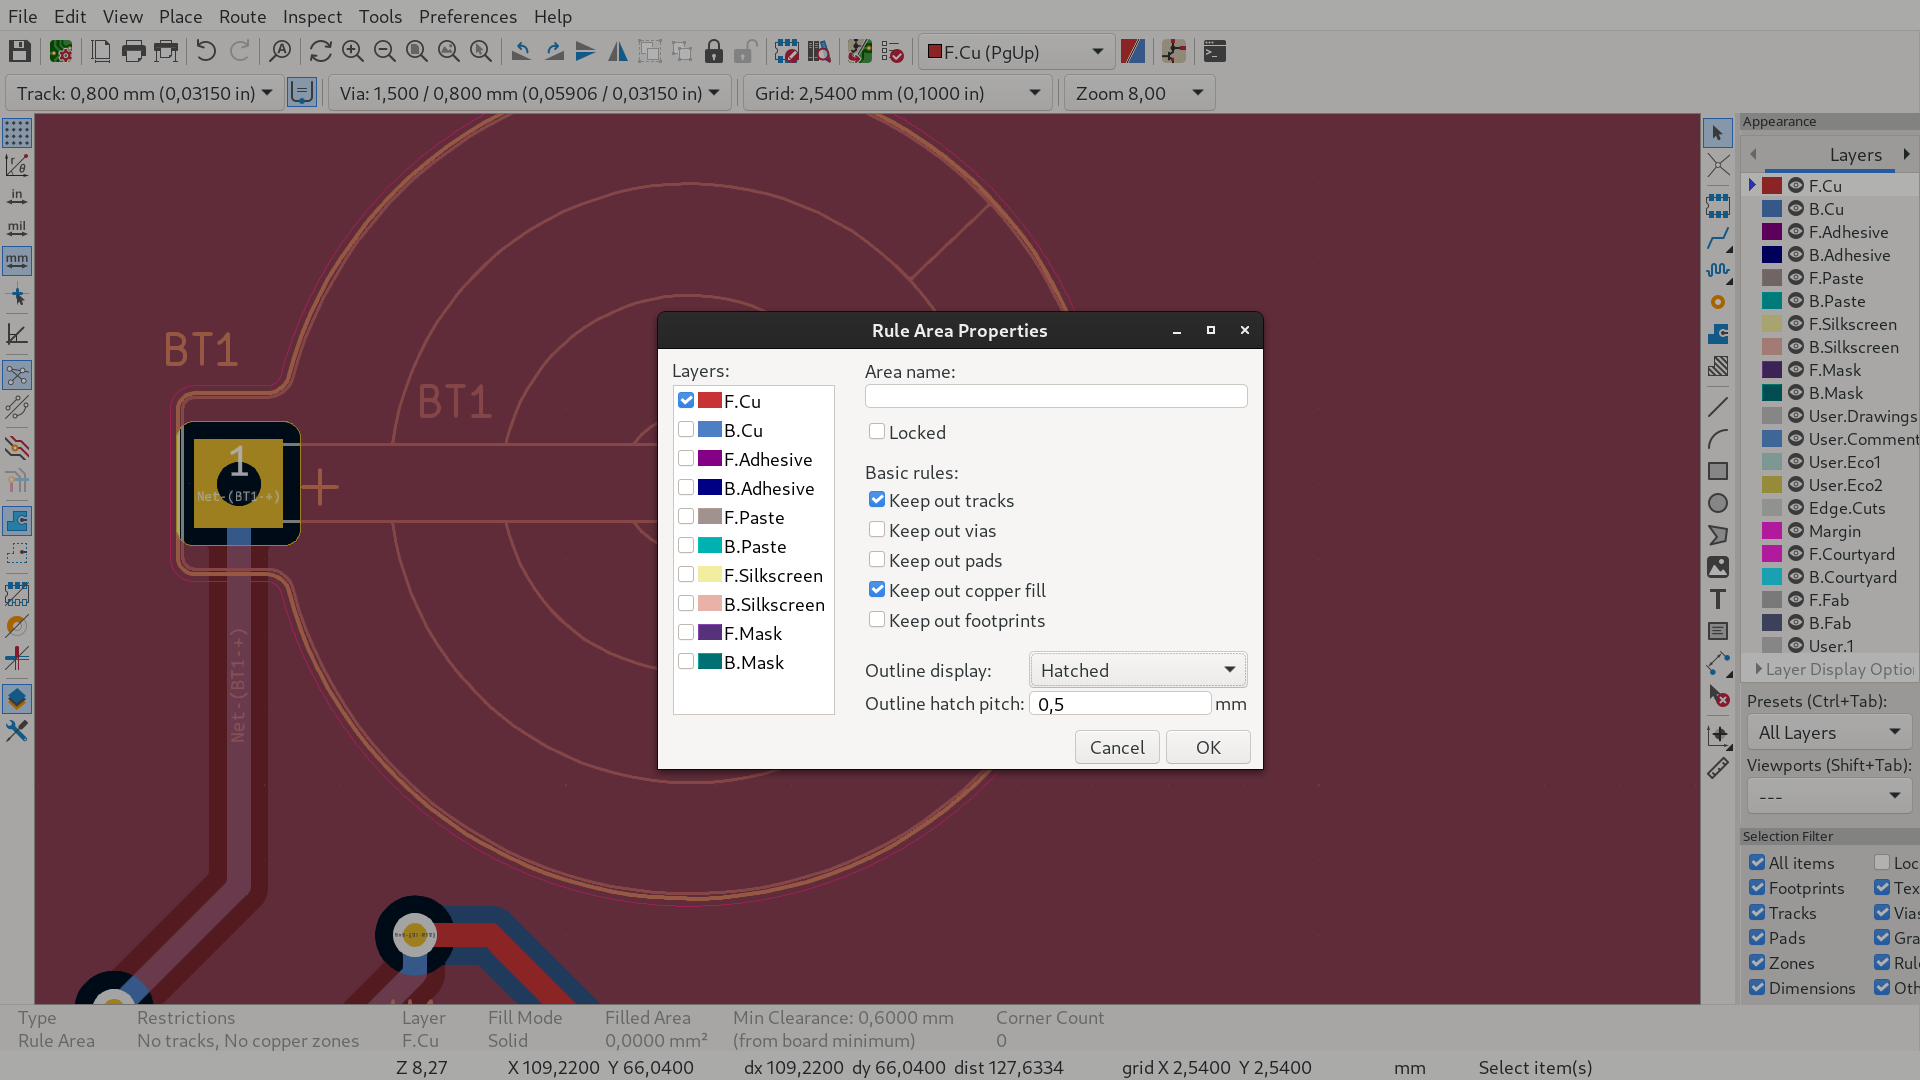 File Edit View Place Route Inspect Tools Preferences Help
F.Cu (PgUp)
Track: 0,800 mm (0,03150 in)
Via: 1,500 / 0,800 mm (0,05906 / 0,03150 in)
Grid: 2,5400 mm (0,1000 in)
Zoom 8,00
in
mil
mm
BT1
BT1
1
Net-(BT1-+)
Net-(BT1-+)
Rule Area Properties
Layers:
F.Cu
B.Cu
F.Adhesive
B.Adhesive
F.Paste
B.Paste
F.Silkscreen
B.Silkscreen
F.Mask
B.Mask
Area name:
Locked
Basic rules:
Keep out tracks
Keep out vias
Keep out pads
Keep out copper fill
Keep out footprints
Outline display: Hatched
Outline hatch pitch: 0,5 mm
Cancel OK
Appearance
Layers
F.Cu
B.Cu
F.Adhesive
B.Adhesive
F.Paste
B.Paste
F.Silkscreen
B.Silkscreen
F.Mask
B.Mask
User.Drawings
User.Comment
User.Eco1
User.Eco2
Edge.Cuts
Margin
F.Courtyard
B.Courtyard
F.Fab
B.Fab
User.1
Layer Display Optio
Presets (Ctrl+Tab):
All Layers
Viewports (Shift+Tab):
---
Selection Filter
All items Loc
Footprints Tex
Tracks Vias
Pads Gra
Zones Rule
Dimensions Oth
Type Restrictions Layer Fill Mode Filled Area Min Clearance: 0,6000 mm Corner Count
Rule Area No tracks, No copper zones F.Cu Solid 0,0000 mm² (from board minimum) 0
Z 8,27 X 109,2200 Y 66,0400 dx 109,2200 dy 66,0400 dist 127,6334 grid X 2,5400 Y 2,5400 mm Select item(s)